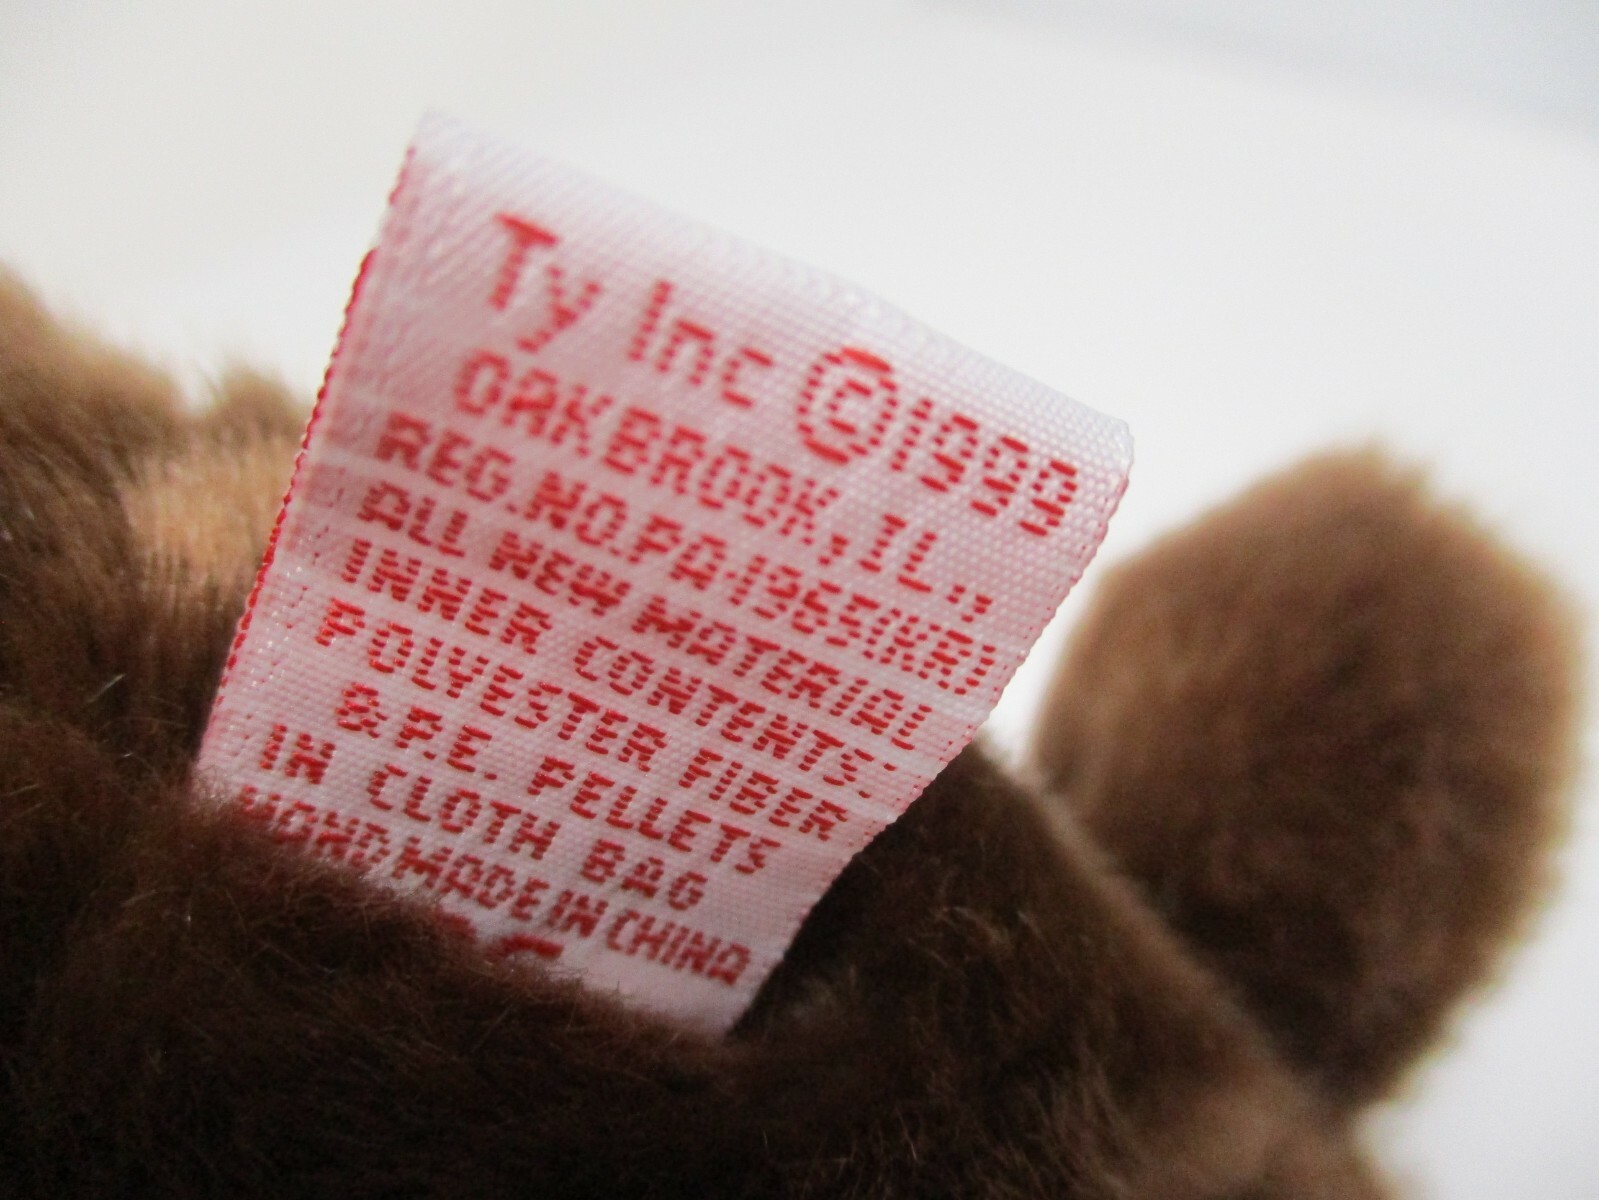 Ty Inc ©1999
OAKBROOK, IL.,
REG.NO.PA-1965(KR)
ALL NEW MATERIAL
INNER CONTENTS:
POLYESTER FIBER
& P.E. PELLETS
IN CLOTH BAG
HAND MADE IN CHINA